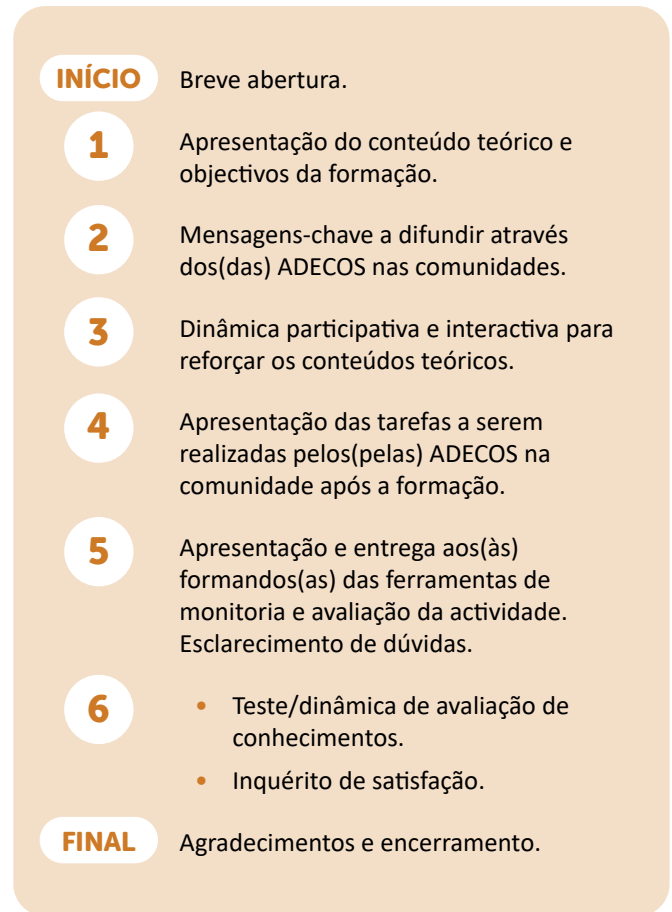 INÍCIO Breve abertura.
1 Apresentação do conteúdo teórico e
objectivos da formação.
2 Mensagens-chave a difundir através
dos(das) ADECOS nas comunidades.
3 Dinâmica participativa e interactiva para
reforçar os conteúdos teóricos.
4 Apresentação das tarefas a serem
realizadas pelos(pelas) ADECOS na
comunidade após a formação.
5 Apresentação e entrega aos(às)
formandos(as) das ferramentas de
monitoria e avaliação da actividade.
Esclarecimento de dúvidas.
6 • Teste/dinâmica de avaliação de
conhecimentos.
• Inquérito de satisfação.
FINAL Agradecimentos e encerramento.